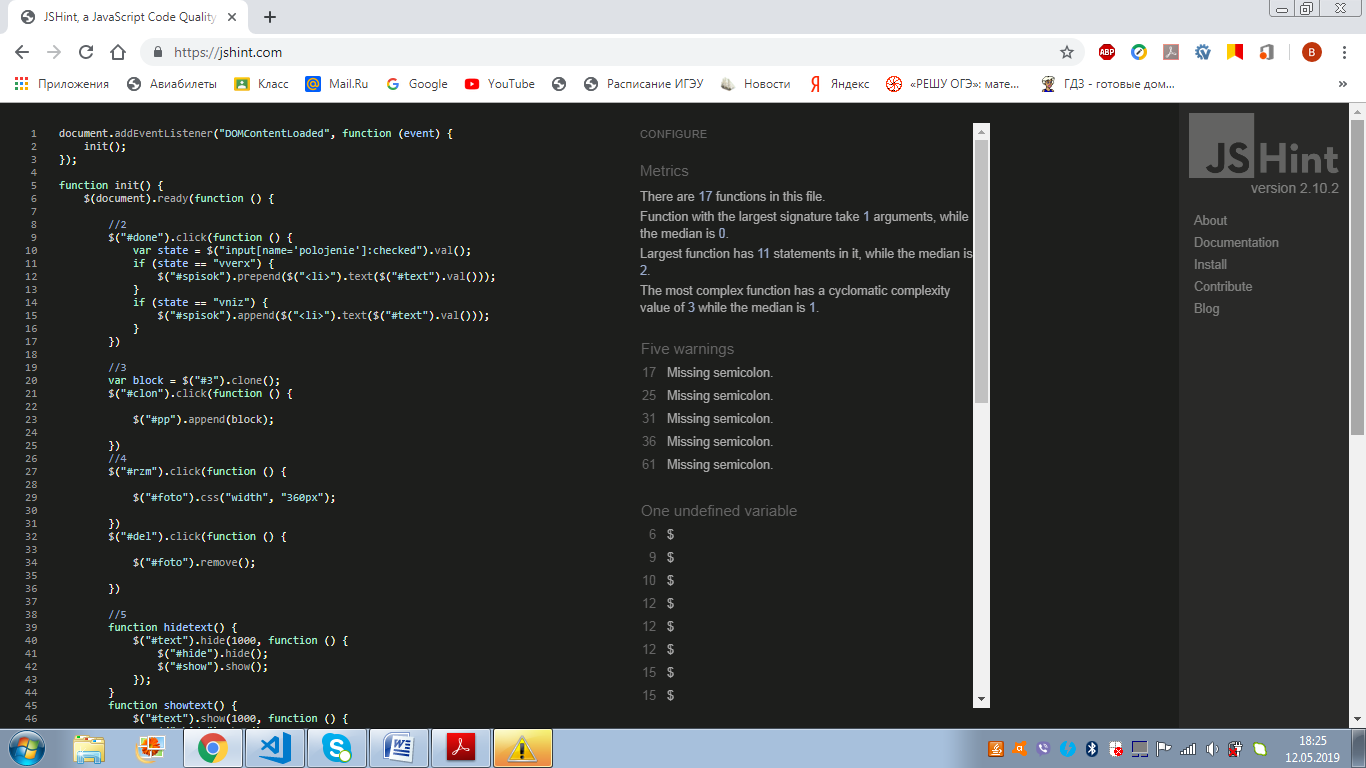 JSHint, a JavaScript Code Quality
https://jshint.com
ABP
B
Приложения
Авиабилеты
Класс
Mail.Ru
Google
YouTube
Расписание ИГЭУ
Новости
Яндекс
«РЕШУ ОГЭ»: мате...
ГДЗ - готовые дом...
»
1 document.addEventListener("DOMContentLoaded", function (event) {
2 init();
3 });
4
5 function init() {
6 $(document).ready(function () {
7
8 //2
9 $("#done").click(function () {
10 var state = $("input[name='polojenie']:checked").val();
11 if (state == "vverx") {
12 $("#spisok").prepend($("<li>").text($("#text").val()));
13 }
14 if (state == "vniz") {
15 $("#spisok").append($("<li>").text($("#text").val()));
16 }
17 })
18
19 //3
20 var block = $("#3").clone();
21 $("#clon").click(function () {
22
23 $("#pp").append(block);
24
25 })
26 //4
27 $("#rzm").click(function () {
28
29 $("#foto").css("width", "360px");
30
31 })
32 $("#del").click(function () {
33
34 $("#foto").remove();
35
36 })
37
38 //5
39 function hidetext() {
40 $("#text").hide(1000, function () {
41 $("#hide").hide();
42 $("#show").show();
43 });
44 }
45 function showtext() {
46 $("#text").show(1000, function () {
CONFIGURE
Metrics
There are 17 functions in this file.
Function with the largest signature take 1 arguments, while
the median is 0.
Largest function has 11 statements in it, while the median is
2.
The most complex function has a cyclomatic complexity
value of 3 while the median is 1.
Five warnings
17 Missing semicolon.
25 Missing semicolon.
31 Missing semicolon.
36 Missing semicolon.
61 Missing semicolon.
One undefined variable
6 $
9 $
10 $
12 $
12 $
12 $
15 $
15 $
JSHint
version 2.10.2
About
Documentation
Install
Contribute
Blog
18:25
12.05.2019